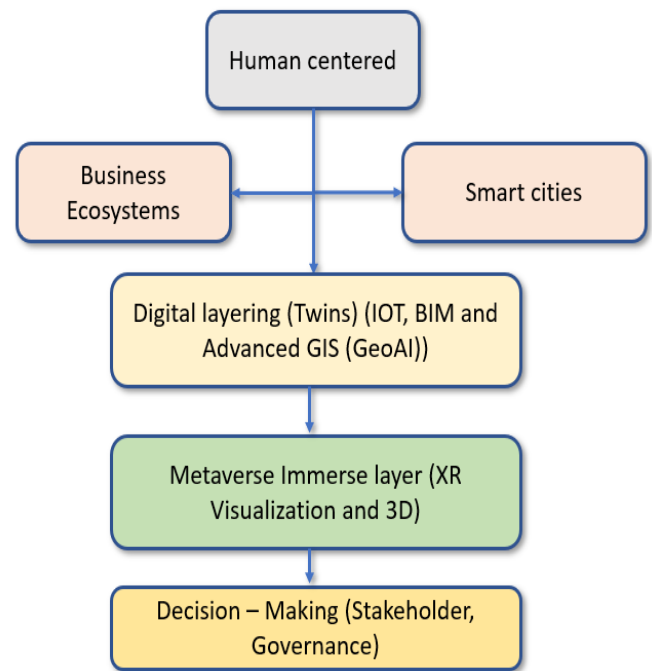 Human centered
Business
Ecosystems
Smart cities
Digital layering (Twins) (IOT, BIM and
Advanced GIS (GeoAI))
Metaverse Immerse layer (XR
Visualization and 3D)
Decision – Making (Stakeholder,
Governance)